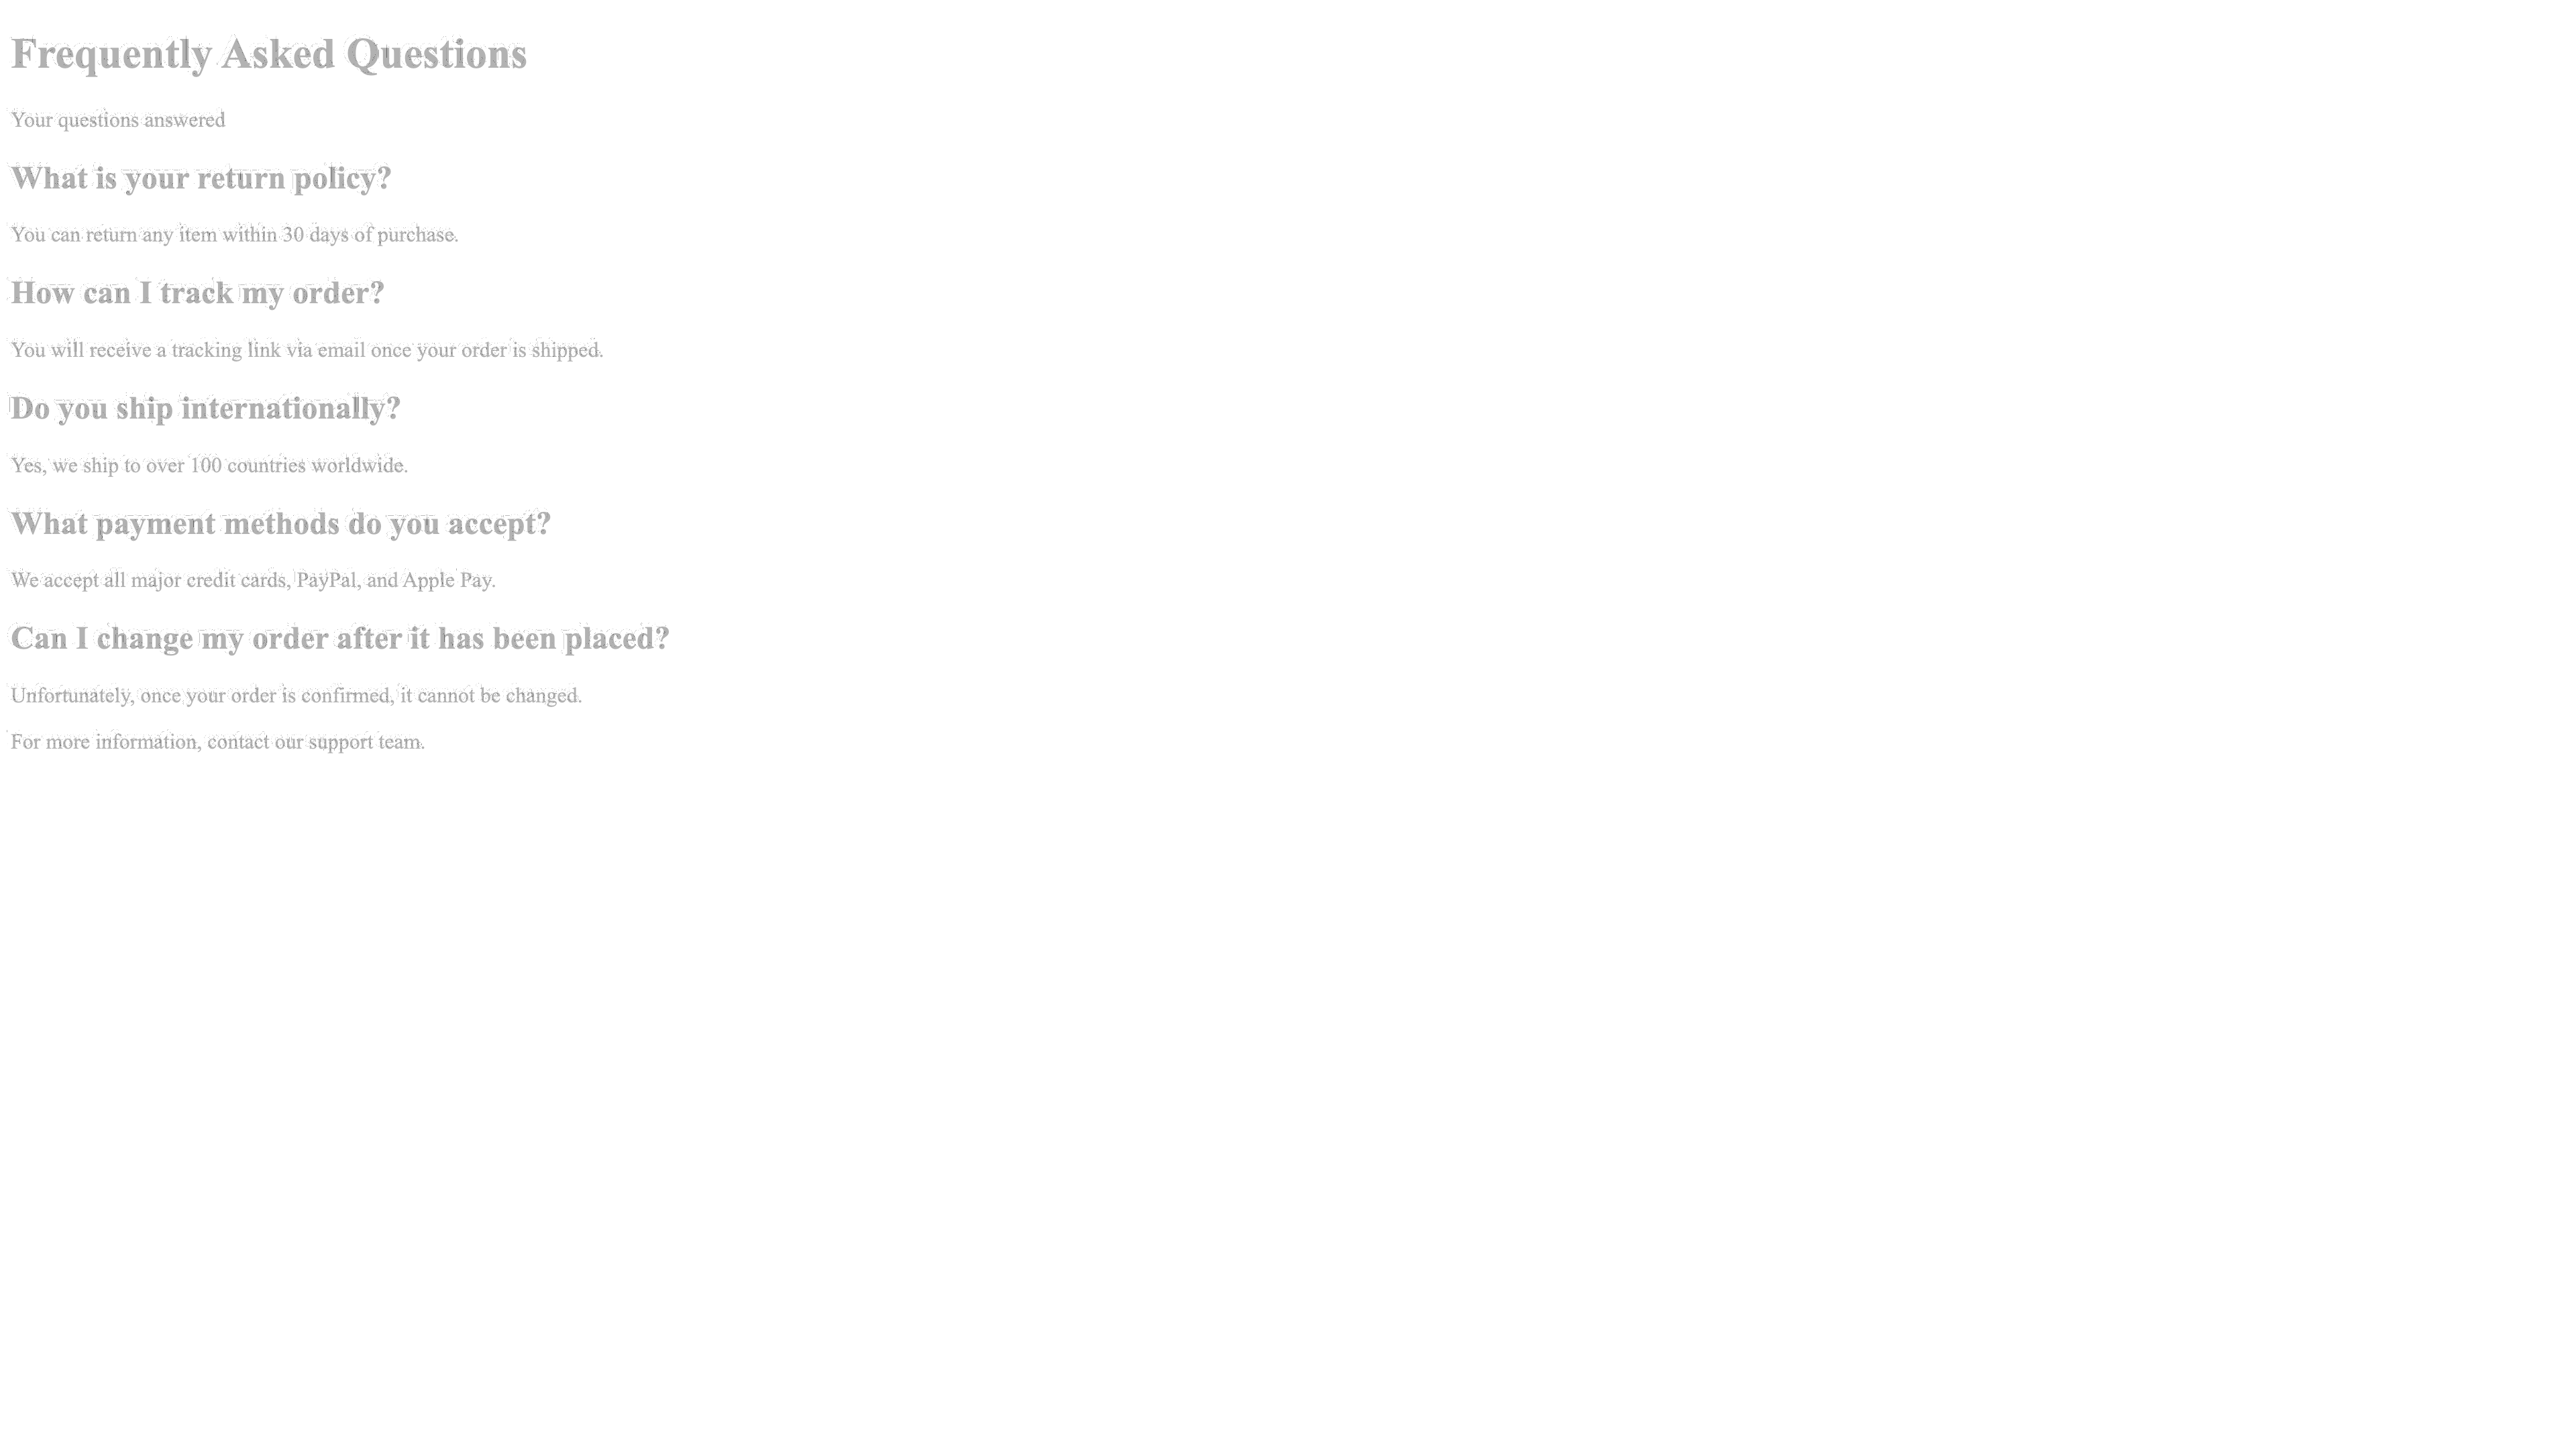 Frequently Asked Questions
Your questions answered
What is your return policy?
You can return any item within 30 days of purchase.
How can I track my order?
You will receive a tracking link via email once your order is shipped.
Do you ship internationally?
Yes, we ship to over 100 countries worldwide.
What payment methods do you accept?
We accept all major credit cards, PayPal, and Apple Pay.
Can I change my order after it has been placed?
Unfortunately, once your order is confirmed, it cannot be changed.
For more information, contact our support team.